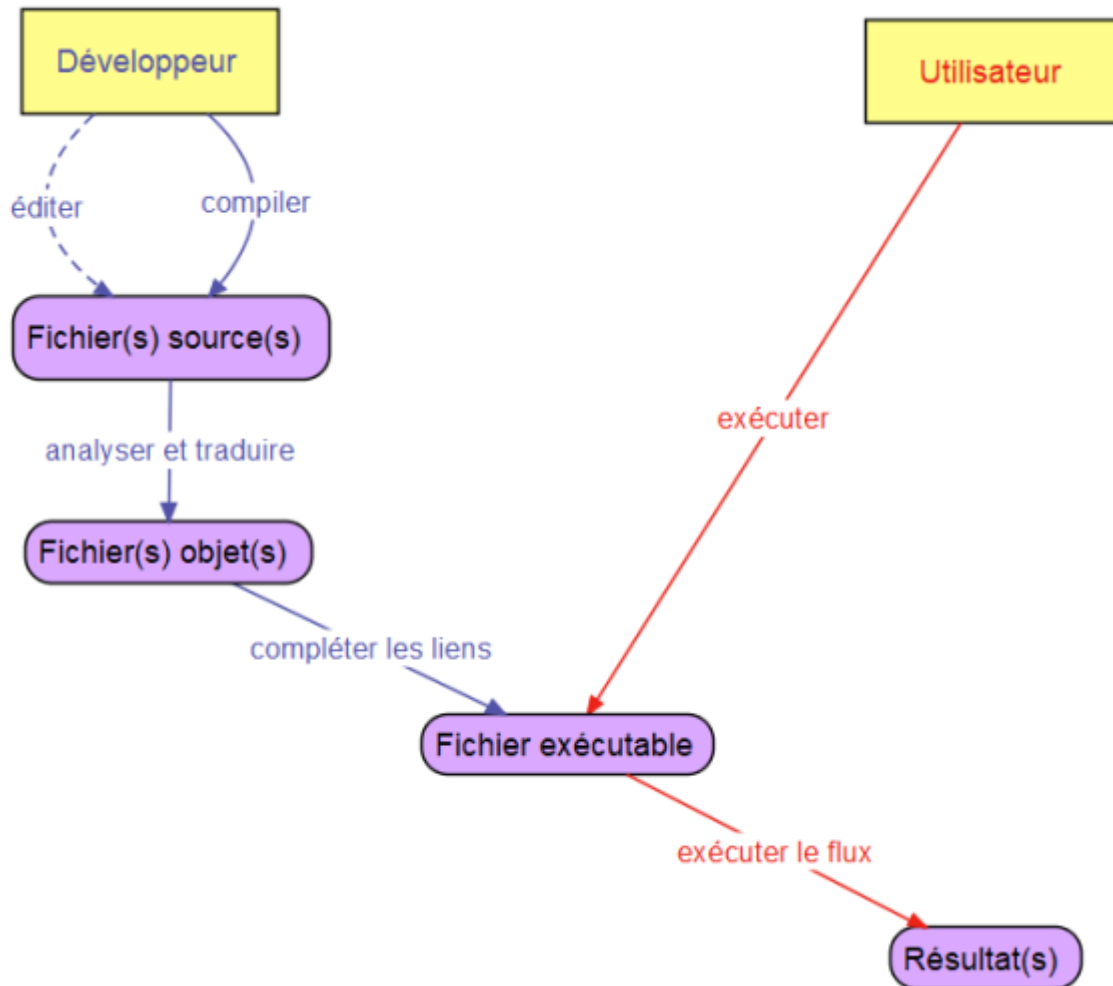 Développeur
Utilisateur
éditer
compiler
Fichier(s) source(s)
exécuter
analyser et traduire
Fichier(s) objet(s)
compléter les liens
Fichier exécutable
exécuter le flux
Résultat(s)